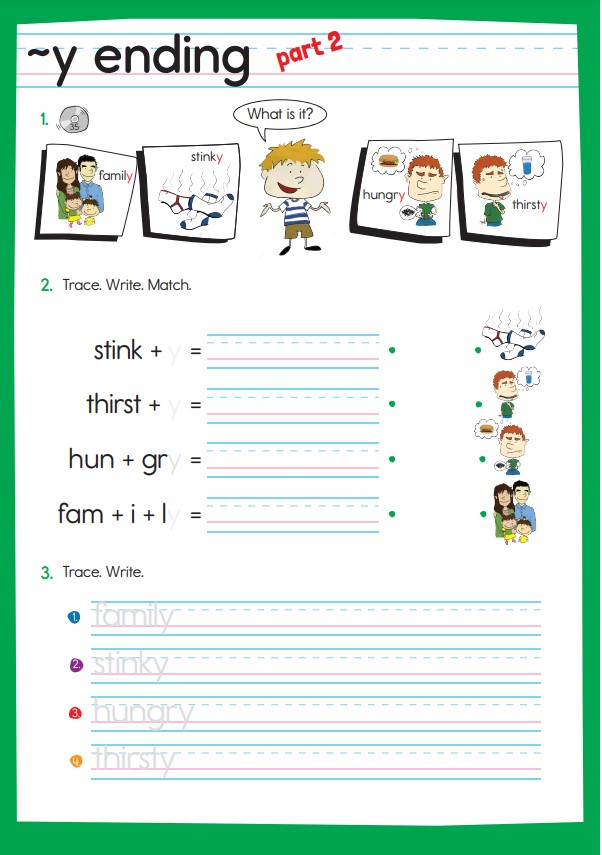 ~y ending part 2
1. 35
What is it?
family
stinky
hungry
thirsty
2. Trace. Write. Match.
stink + y =
thirst + y =
hun + gry =
fam + i + ly =
3. Trace. Write.
1. family
2. stinky
3. hungry
4. thirsty